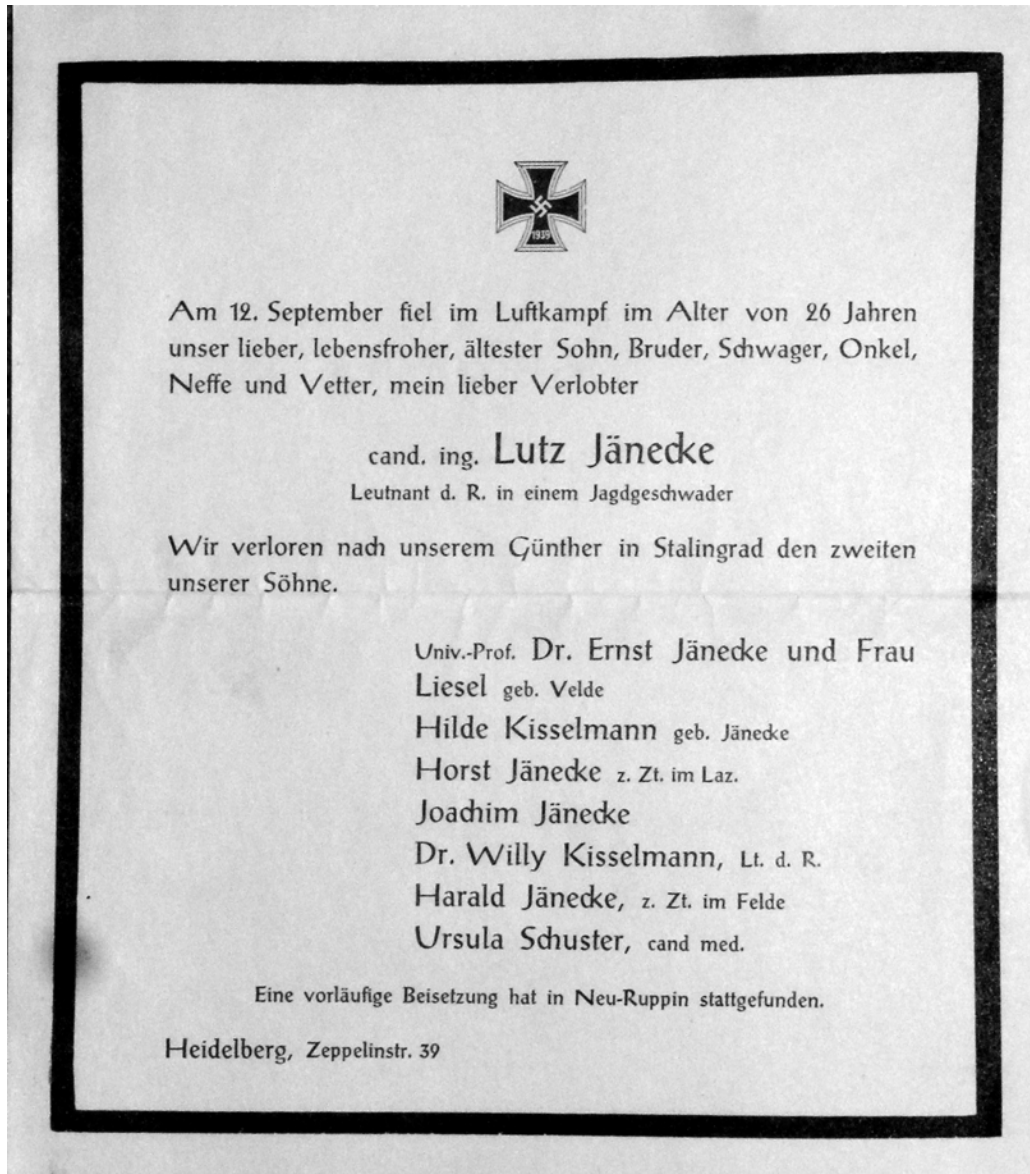 1939
Am 12. September fiel im Luftkampf im Alter von 26 Jahren
unser lieber, lebensfroher, ältester Sohn, Bruder, Schwager, Onkel,
Neffe und Vetter, mein lieber Verlobter
cand. ing. Lutz Jänecke
Leutnant d. R. in einem Jagdgeschwader
Wir verloren nach unserem Günther in Stalingrad den zweiten
unserer Söhne.
Univ.-Prof. Dr. Ernst Jänecke und Frau
Liesel geb. Velde
Hilde Kisselmann geb. Jänecke
Horst Jänecke z. Zt. im Laz.
Joachim Jänecke
Dr. Willy Kisselmann, Lt. d. R.
Harald Jänecke, z. Zt. im Felde
Ursula Schuster, cand med.
Eine vorläufige Beisetzung hat in Neu-Ruppin stattgefunden.
Heidelberg, Zeppelinstr. 39